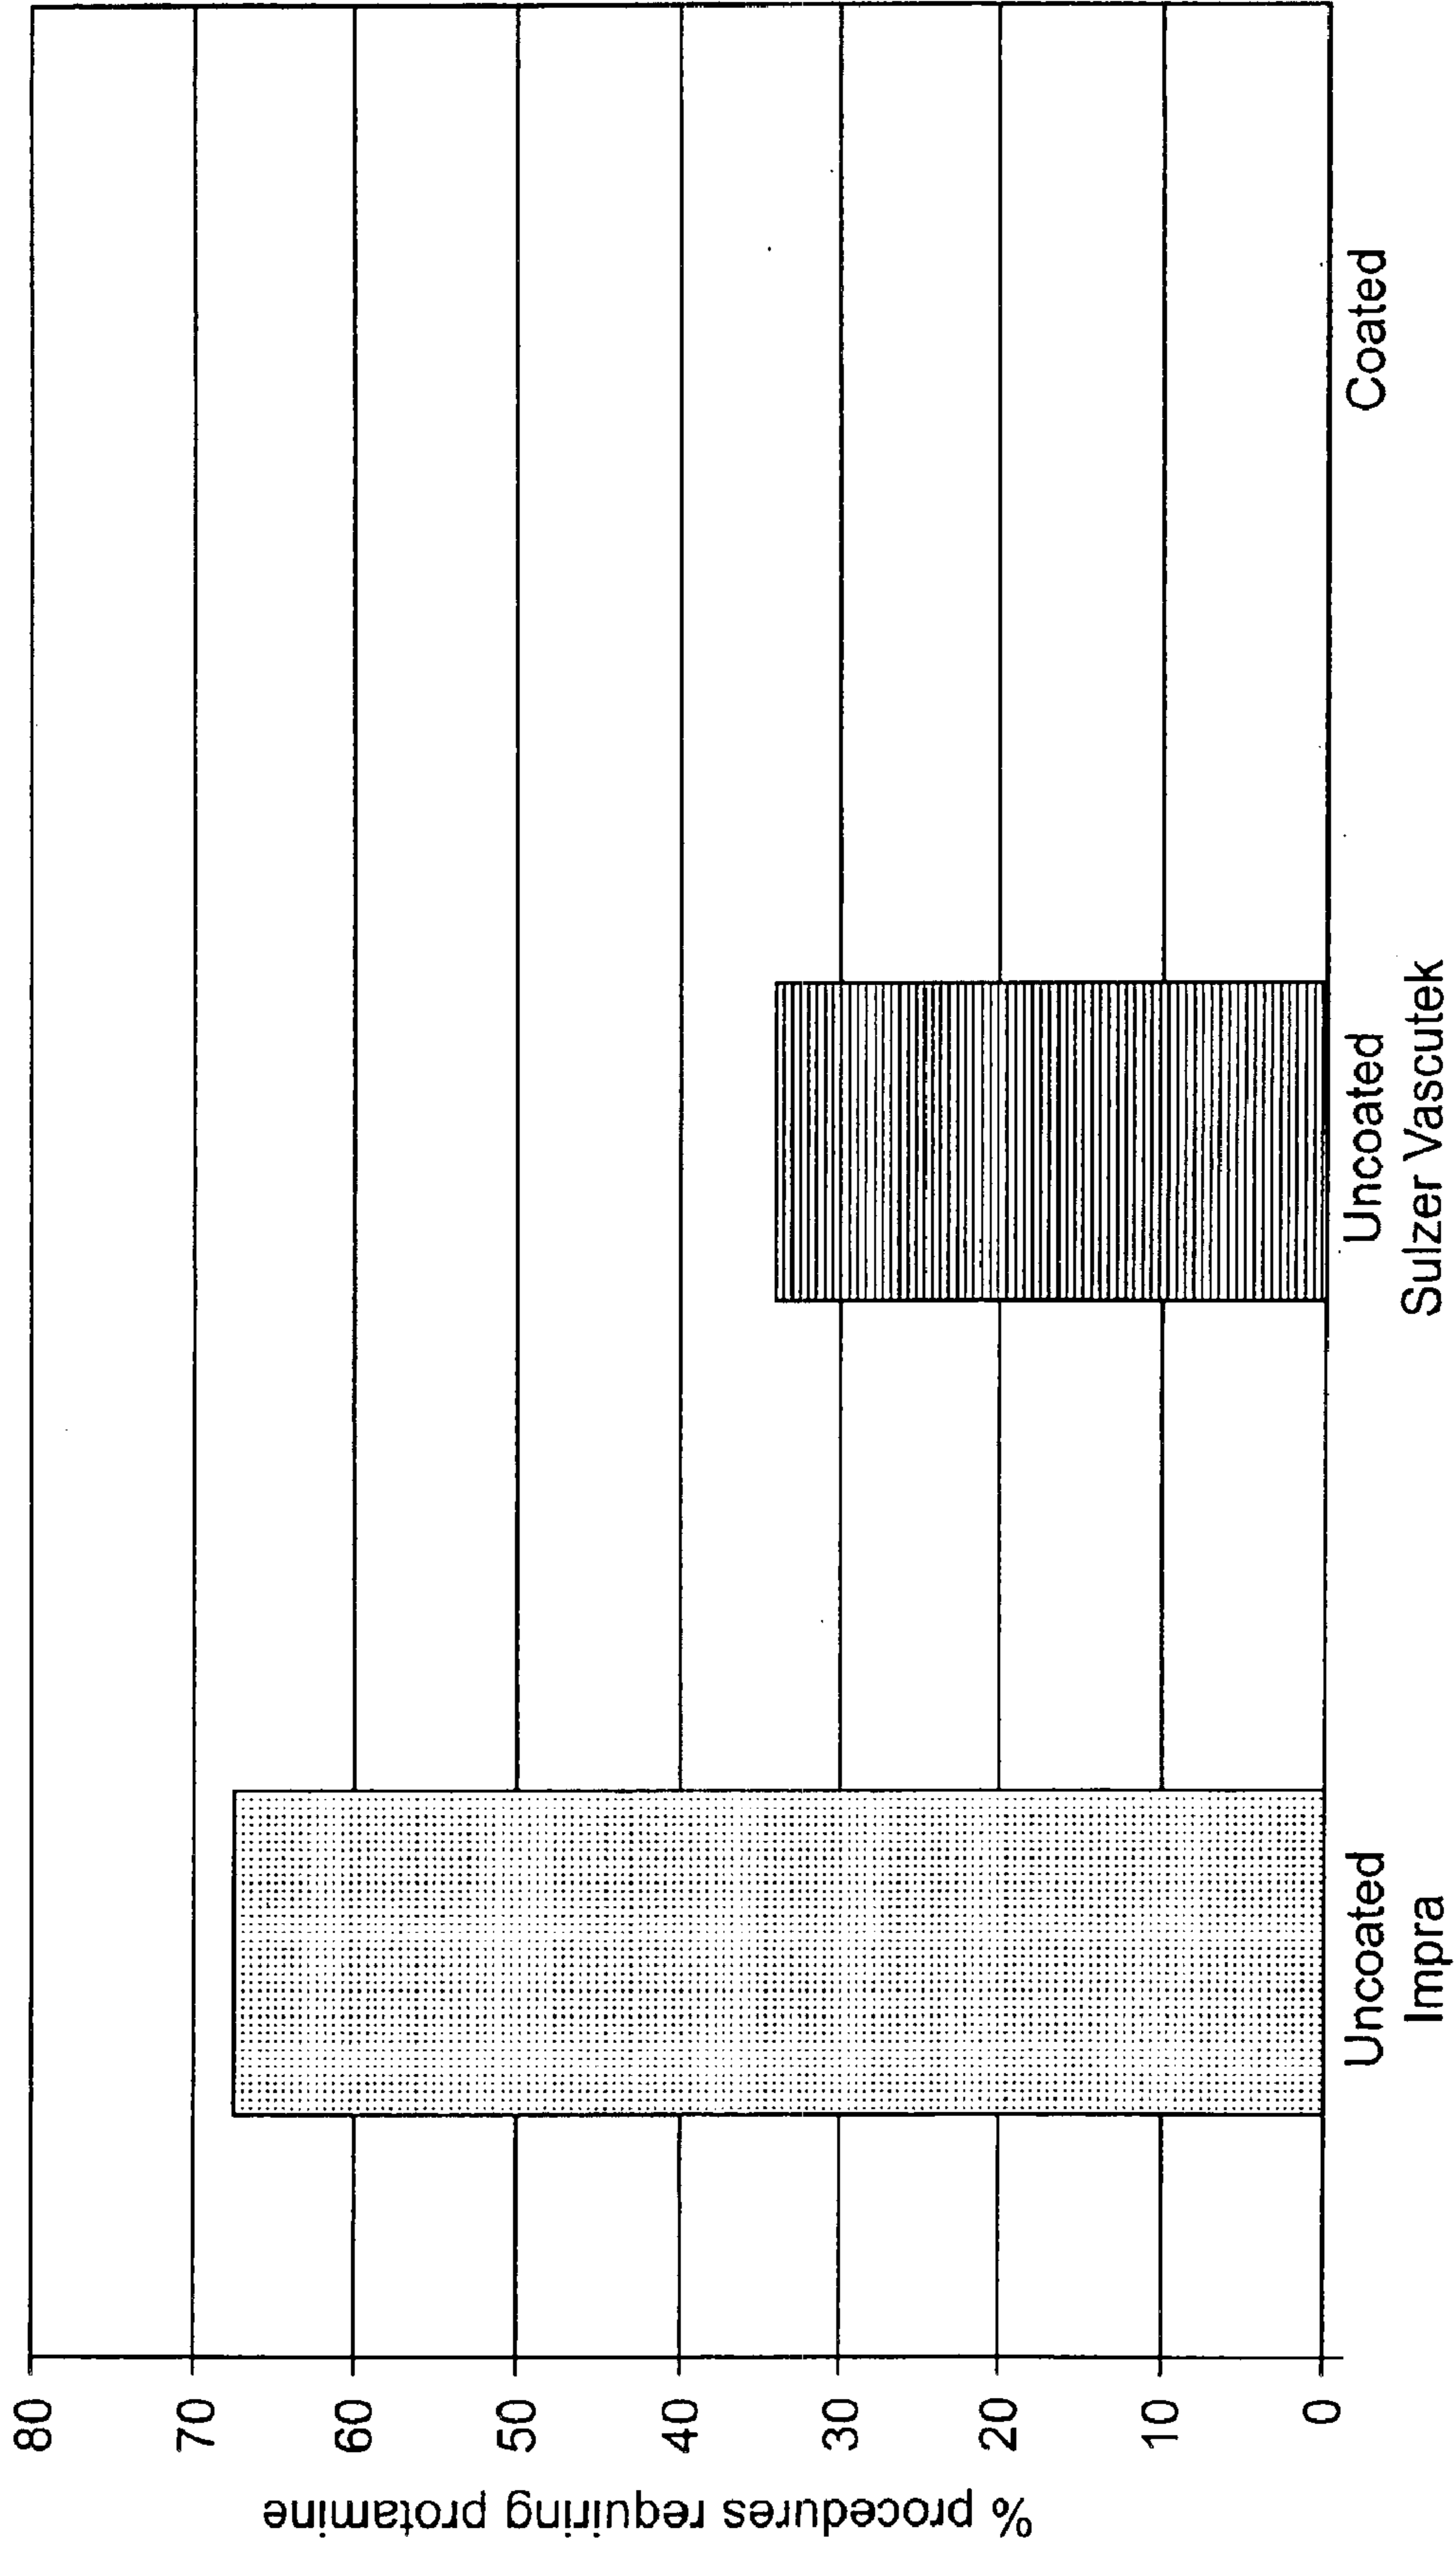 % procedures requiring protamine
80
70
60
50
40
30
20
10
0
Uncoated
Impra
Uncoated
Sulzer Vascutek
Coated